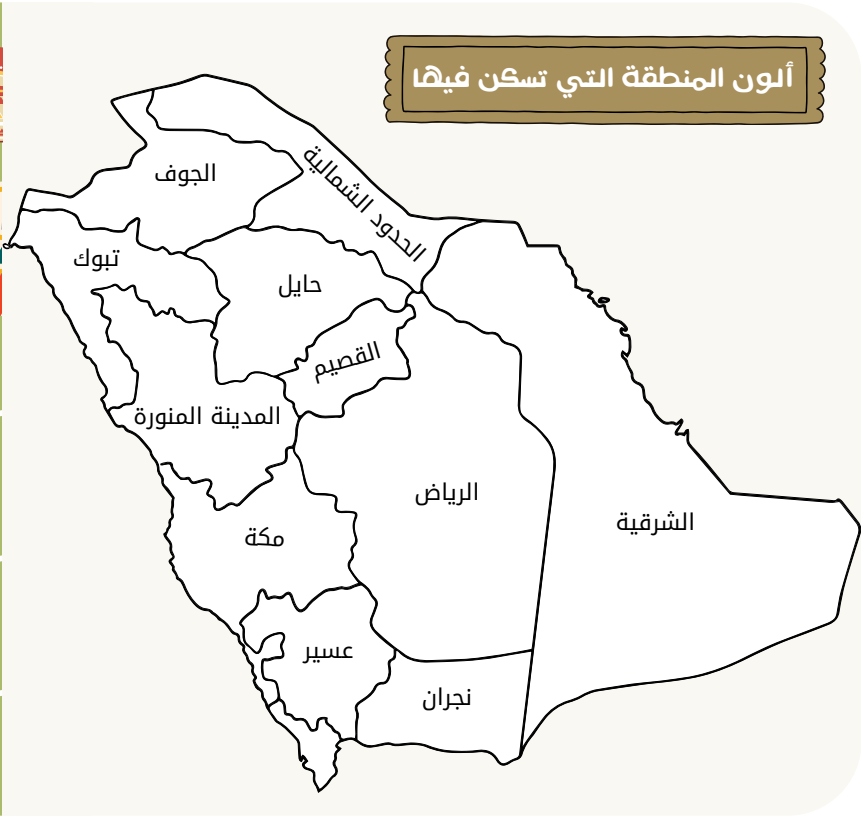 ألون المنطقة التي تسكن فيها
الجوف
الحدود الشمالية
تبوك
حايل
القصيم
المدينة المنورة
الرياض
الشرقية
مكة
عسير
نجران